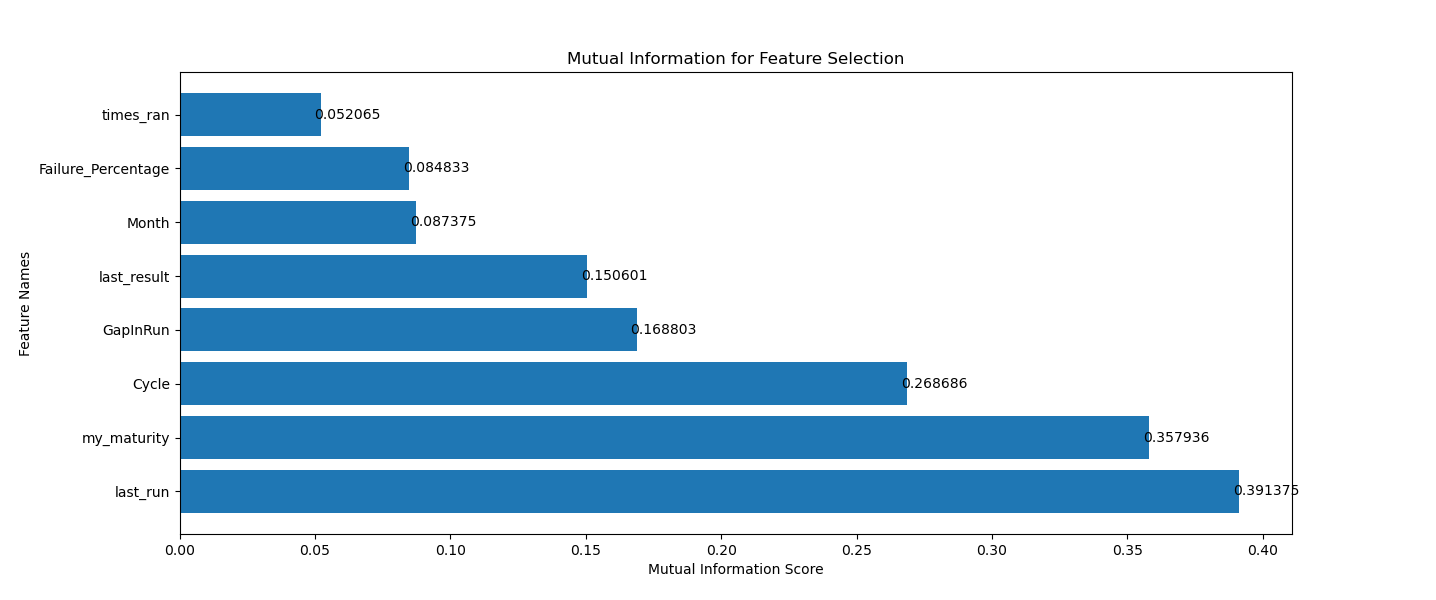 Mutual Information for Feature Selection
Feature Names
times_ran 0.052065
Failure_Percentage 0.084833
Month 0.087375
last_result 0.150601
GapInRun 0.168803
Cycle 0.268686
my_maturity 0.357936
last_run 0.391375
0.00 0.05 0.10 0.15 0.20 0.25 0.30 0.35 0.40
Mutual Information Score